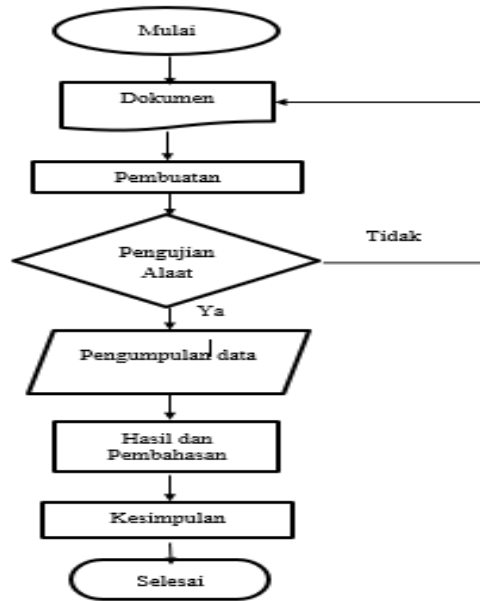 Mulai
Dokumen
Pembuatan
Pengujian
Alaat
Tidak
Ya
Pengumpulan data
Hasil dan
Pembahasan
Kesimpulan
Selesai